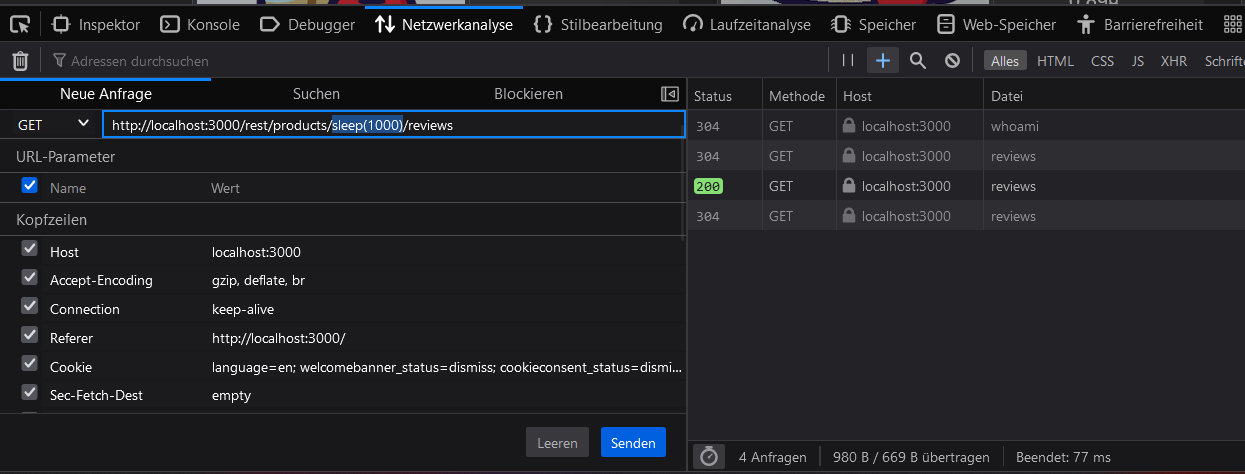 Inspektor Konsole Debugger Netzwerkanalyse Stilbearbeitung Laufzeitanalyse Speicher Web-Speicher Barrierefreiheit
Adressen durchsuchen Alles HTML CSS JS XHR Schrifte
Neue Anfrage Suchen Blockieren
GET http://localhost:3000/rest/products/sleep(1000)/reviews
URL-Parameter
Name Wert
Kopfzeilen
Host localhost:3000
Accept-Encoding gzip, deflate, br
Connection keep-alive
Referer http://localhost:3000/
Cookie language=en; welcomebanner_status=dismiss; cookieconsent_status=dismi...
Sec-Fetch-Dest empty
Leeren Senden
Status Methode Host Datei
304 GET localhost:3000 whoami
304 GET localhost:3000 reviews
200 GET localhost:3000 reviews
304 GET localhost:3000 reviews
4 Anfragen 980 B / 669 B übertragen Beendet: 77 ms